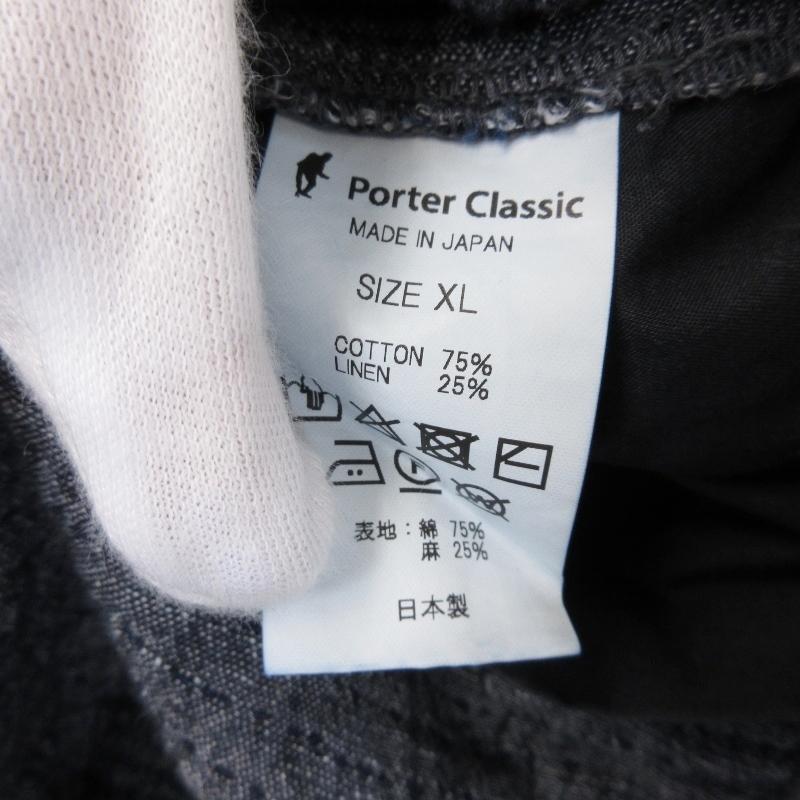 Porter Classic
MADE IN JAPAN
SIZE XL
COTTON 75%
LINEN 25%
表地：綿 75%
麻 25%
日本製